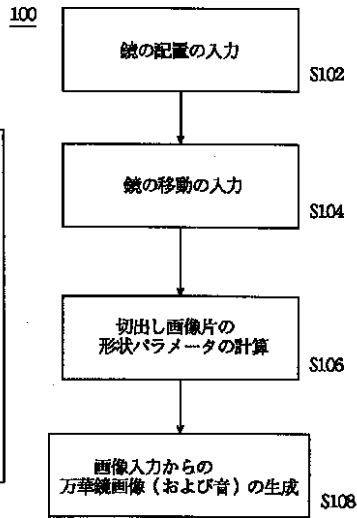 100
鏡の配置の入力
S102
鏡の移動の入力
S104
切出し画像片の
形状パラメータの計算
S106
画像入力からの
万華鏡画像(および音)の生成
S108